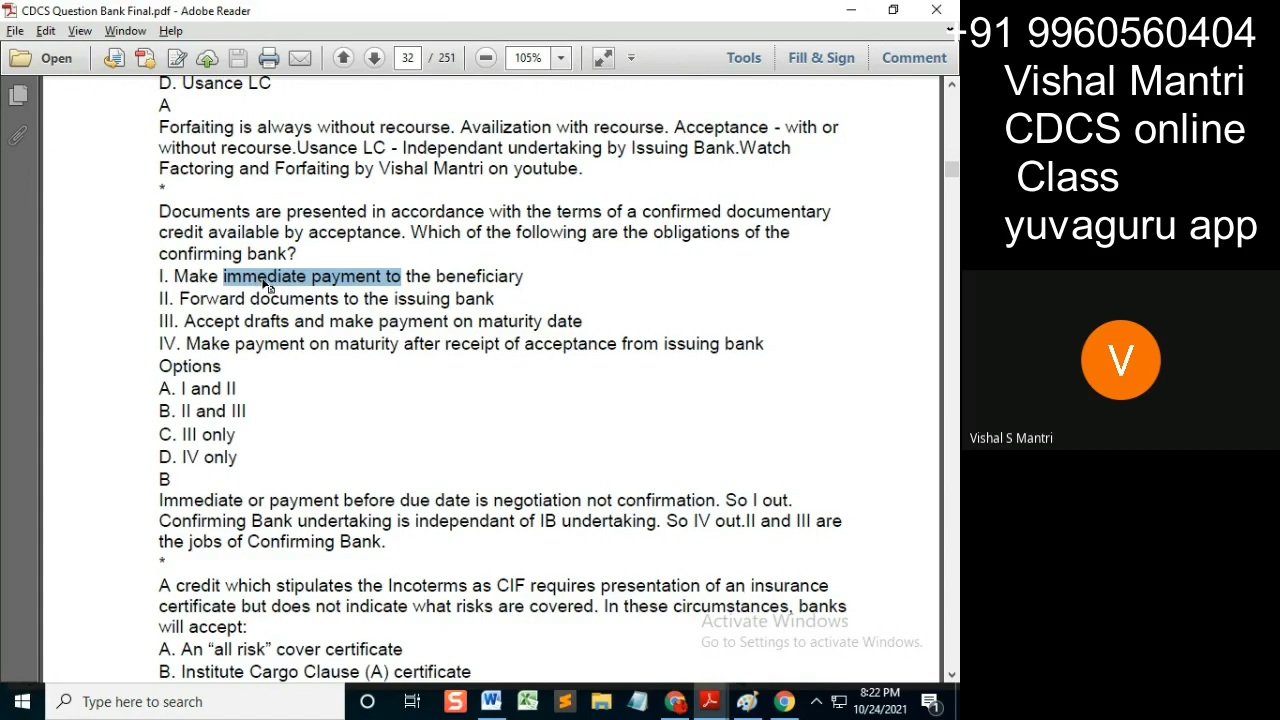 CDCS Question Bank Final.pdf - Adobe Reader
File Edit View Window Help
Open 32 / 251 105% Tools Fill & Sign Comment
D. Usance LC
A
Forfaiting is always without recourse. Availization with recourse. Acceptance - with or
without recourse.Usance LC - Independant undertaking by Issuing Bank.Watch
Factoring and Forfaiting by Vishal Mantri on youtube.
*
Documents are presented in accordance with the terms of a confirmed documentary
credit available by acceptance. Which of the following are the obligations of the
confirming bank?
I. Make immediate payment to the beneficiary
II. Forward documents to the issuing bank
III. Accept drafts and make payment on maturity date
IV. Make payment on maturity after receipt of acceptance from issuing bank
Options
A. I and II
B. II and III
C. III only
D. IV only
B
Immediate or payment before due date is negotiation not confirmation. So I out.
Confirming Bank undertaking is independant of IB undertaking. So IV out.II and III are
the jobs of Confirming Bank.
*
A credit which stipulates the Incoterms as CIF requires presentation of an insurance
certificate but does not indicate what risks are covered. In these circumstances, banks
will accept:
A. An “all risk” cover certificate
B. Institute Cargo Clause (A) certificate
Activate Windows
Go to Settings to activate Windows.
Type here to search
8:22 PM
10/24/2021
1
+91 9960560404
Vishal Mantri
CDCS online
Class
yuvaguru app
V
Vishal S Mantri